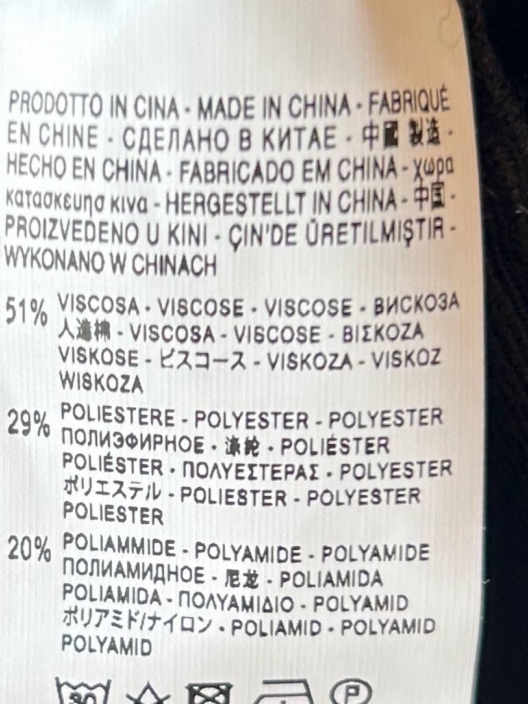 PRODOTTO IN CINA - MADE IN CHINA - FABRIQUÉ
EN CHINE - СДЕЛАНО В КИТАЕ - 中國 製造 -
HECHO EN CHINA - FABRICADO EM CHINA - χωρα
κατασκευησ κινα - HERGESTELLT IN CHINA - 中国 -
PROIZVEDENO U KINI - ÇIN'DE ÜRETILMIŞTIR -
WYKONANO W CHINACH
51% VISCOSA - VISCOSE - VISCOSE - ВИСКОЗА
人造棉 - VISCOSA - VISCOSE - ΒΙΣΚΟΖΑ
VISKOSE - ビスコース - VISKOZA - VISKOZ
WISKOZA
29% POLIESTERE - POLYESTER - POLYESTER
ПОЛИЭФИРНОЕ - 涤纶 - POLIÉSTER
POLIÉSTER - ΠΟΛΥΕΣΤΕΡΑΣ - POLYESTER
ポリエステル - POLIESTER - POLYESTER
POLIESTER
20% POLIAMMIDE - POLYAMIDE - POLYAMIDE
ПОЛИАМИДНОЕ - 尼龙 - POLIAMIDA
POLIAMIDA - ΠΟΛΥΑΜΙΔΙΟ - POLYAMID
ポリアミド/ナイロン - POLIAMID - POLYAMID
POLYAMID
30 P